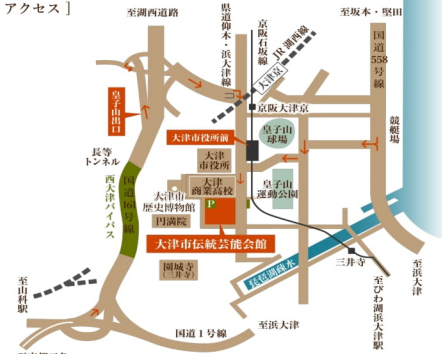 アクセス ]
至湖西道路
県道仰木・浜大津線
京阪石坂線
JR湖西線
至坂本・堅田
国道558号線
大津京
京阪大津京
皇子山出口
競艇場
皇子山
球場
大津市役所前
長等
トンネル
大津
市役所
大津
商業高校
皇子山
運動公園
国道161号線
西大津バイパス
大津市
歴史博物館
P
円満院
大津市伝統芸能会館
園城寺
(三井寺)
琵琶湖疏水
三井寺
至浜大津
至山科駅
至びわ湖浜大津駅
至浜大津
国道1号線